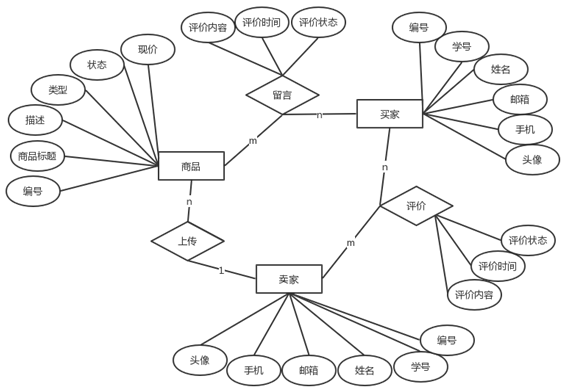 评价内容
评价时间
评价状态
编号
学号
姓名
邮箱
手机
头像
现价
状态
类型
描述
商品标题
编号
留言
n
买家
m
商品
n
n
评价
上传
m
1
卖家
评价状态
评价时间
评价内容
编号
学号
姓名
邮箱
手机
头像